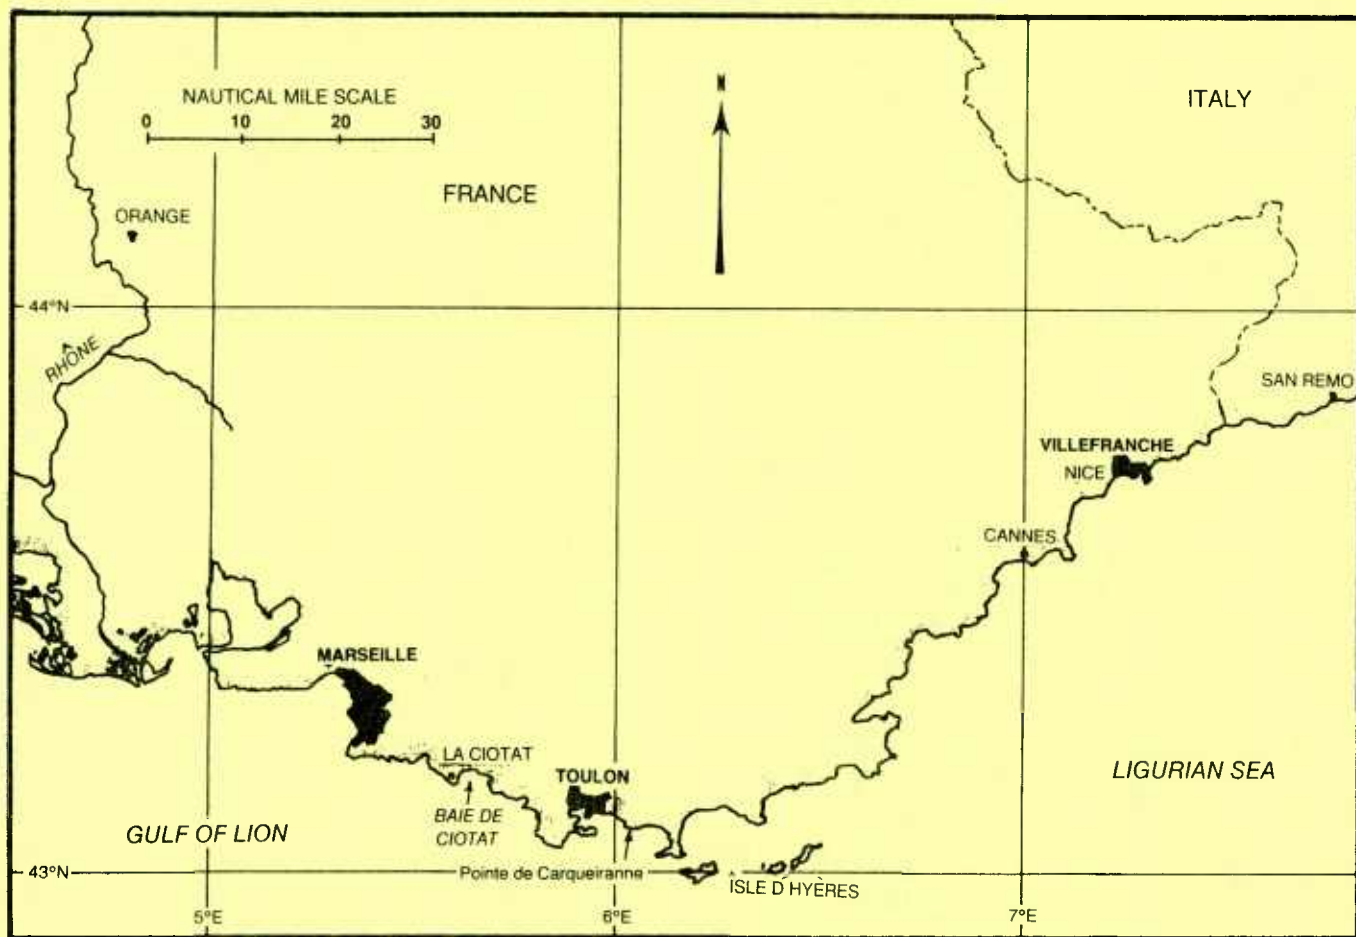 NAUTICAL MILE SCALE
0 10 20 30
N
ITALY
FRANCE
ORANGE
44°N
RHÔNE
SAN REMO
VILLEFRANCHE
NICE
CANNES
MARSEILLE
LA CIOTAT
TOULON
BAIE DE
CIOTAT
LIGURIAN SEA
GULF OF LION
Pointe de Carqueiranne
43°N
ISLE D HYÈRES
5°E
6°E
7°E